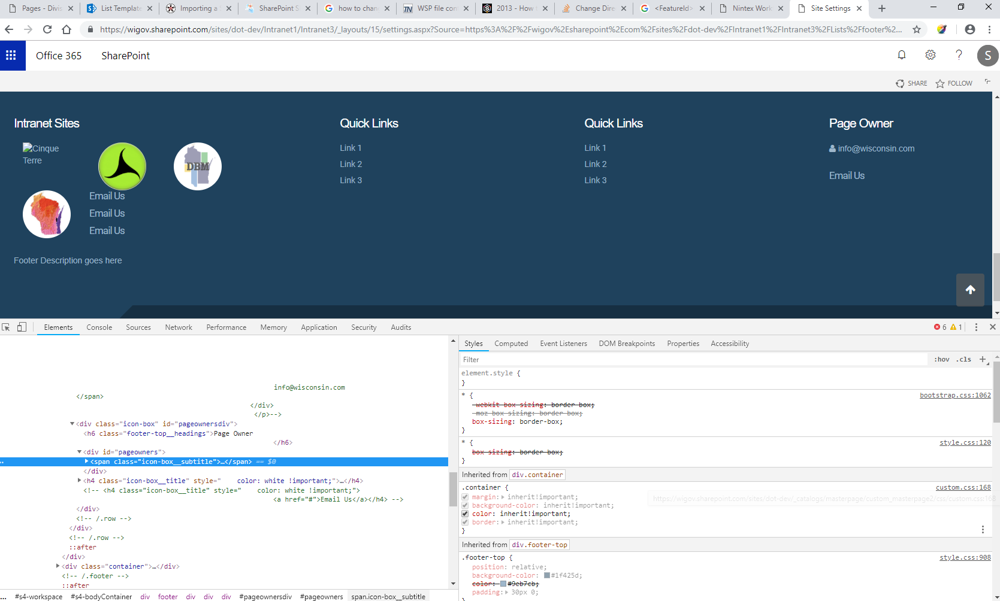 Pages - Divis
List Template
Importing a
SharePoint S
how to chan
WSP file con
2013 - How
Change Dire
<FeatureId>
Nintex Work
Site Settings
https://wigov.sharepoint.com/sites/dot-dev/Intranet1/Intranet3/_layouts/15/settings.aspx?Source=https%3A%2F%2Fwigov%2Esharepoint%2Ecom%2Fsites%2Fdot-dev%2FIntranet1%2FIntranet3%2FLists%2Ffooter%2...
Office 365 SharePoint
S
SHARE FOLLOW
Intranet Sites
Cinque
Terre
DBM
Email Us
Email Us
Email Us
Footer Description goes here
Quick Links
Link 1
Link 2
Link 3
Quick Links
Link 1
Link 2
Link 3
Page Owner
info@wisconsin.com
Email Us
Elements Console Sources Network Performance Memory Application Security Audits
6 1
info@wisconsin.com
</span>
</div>
</p>-->
<div class="icon-box" id="pageownersdiv">
<h6 class="footer-top__headings">Page Owner
</h6>
<div id="pageowners">
... <span class="icon-box__subtitle">…</span> == $0
</div>
<h4 class="icon-box__title" style="    color: white !important;">…</h4>
<!-- <h4 class="icon-box__title" style="    color: white !important;">
<a href="#">Email Us</a></h4> -->
</div>
<!-- /.row -->
</div>
<!-- /.row -->
::after
</div>
<div class="container">…</div>
<!-- /.footer -->
::after
... #s4-workspace #s4-bodyContainer div footer div div div #pageownersdiv #pageowners span.icon-box__subtitle
Styles Computed Event Listeners DOM Breakpoints Properties Accessibility
Filter :hov .cls +
element.style {
}
* { bootstrap.css:1062
-webkit-box-sizing: border-box;
-moz-box-sizing: border-box;
box-sizing: border-box;
}
* { style.css:120
box-sizing: border-box;
}
Inherited from div.container
.container { custom.css:168
margin: inherit!important;
background-color: inherit!important;
color: inherit!important;
border: inherit!important;
}
https://wigov.sharepoint.com/sites/dot-dev/_catalogs/masterpage/custom_masterpage2/css/custom.css:168
Inherited from div.footer-top
.footer-top { style.css:908
position: relative;
background-color: #1f425d;
color: #9eb7cb;
padding: 30px 0;
}